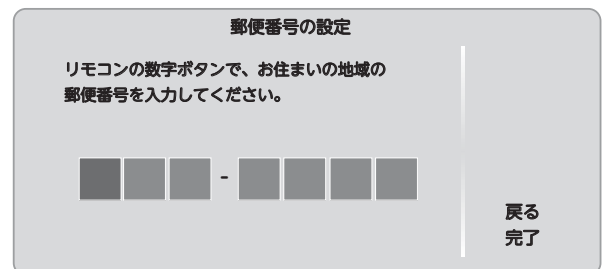 郵便番号の設定
リモコンの数字ボタンで、お住まいの地域の
郵便番号を入力してください。
-
戻る
完了